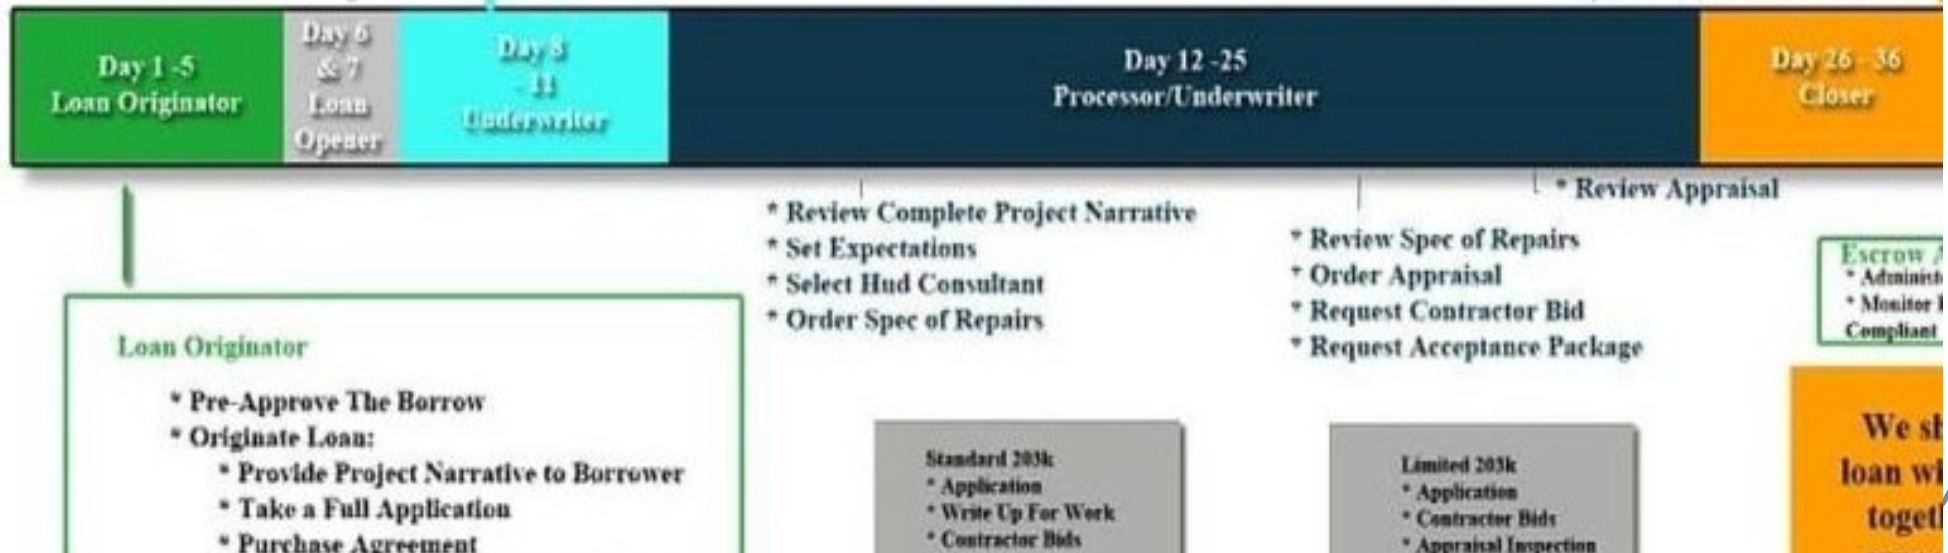 Day 1 -5
Loan Originator
Day 6
& 7
Loan
Opener
Day 8
- 11
Underwriter
Day 12 -25
Processor/Underwriter
Day 26 - 36
Closer
* Review Complete Project Narrative
* Set Expectations
* Select Hud Consultant
* Order Spec of Repairs
* Review Spec of Repairs
* Order Appraisal
* Request Contractor Bid
* Request Acceptance Package
* Review Appraisal
Escrow
*
* Monitor
Compliant
Loan Originator
* Pre-Approve The Borrow
* Originate Loan:
* Provide Project Narrative to Borrower
* Take a Full Application
* Purchase Agreement
Standard 203k
* Application
* Write Up For Work
* Contractor Bids
Limited 203k
* Application
* Contractor Bids
* Appraisal Inspection
We
loan